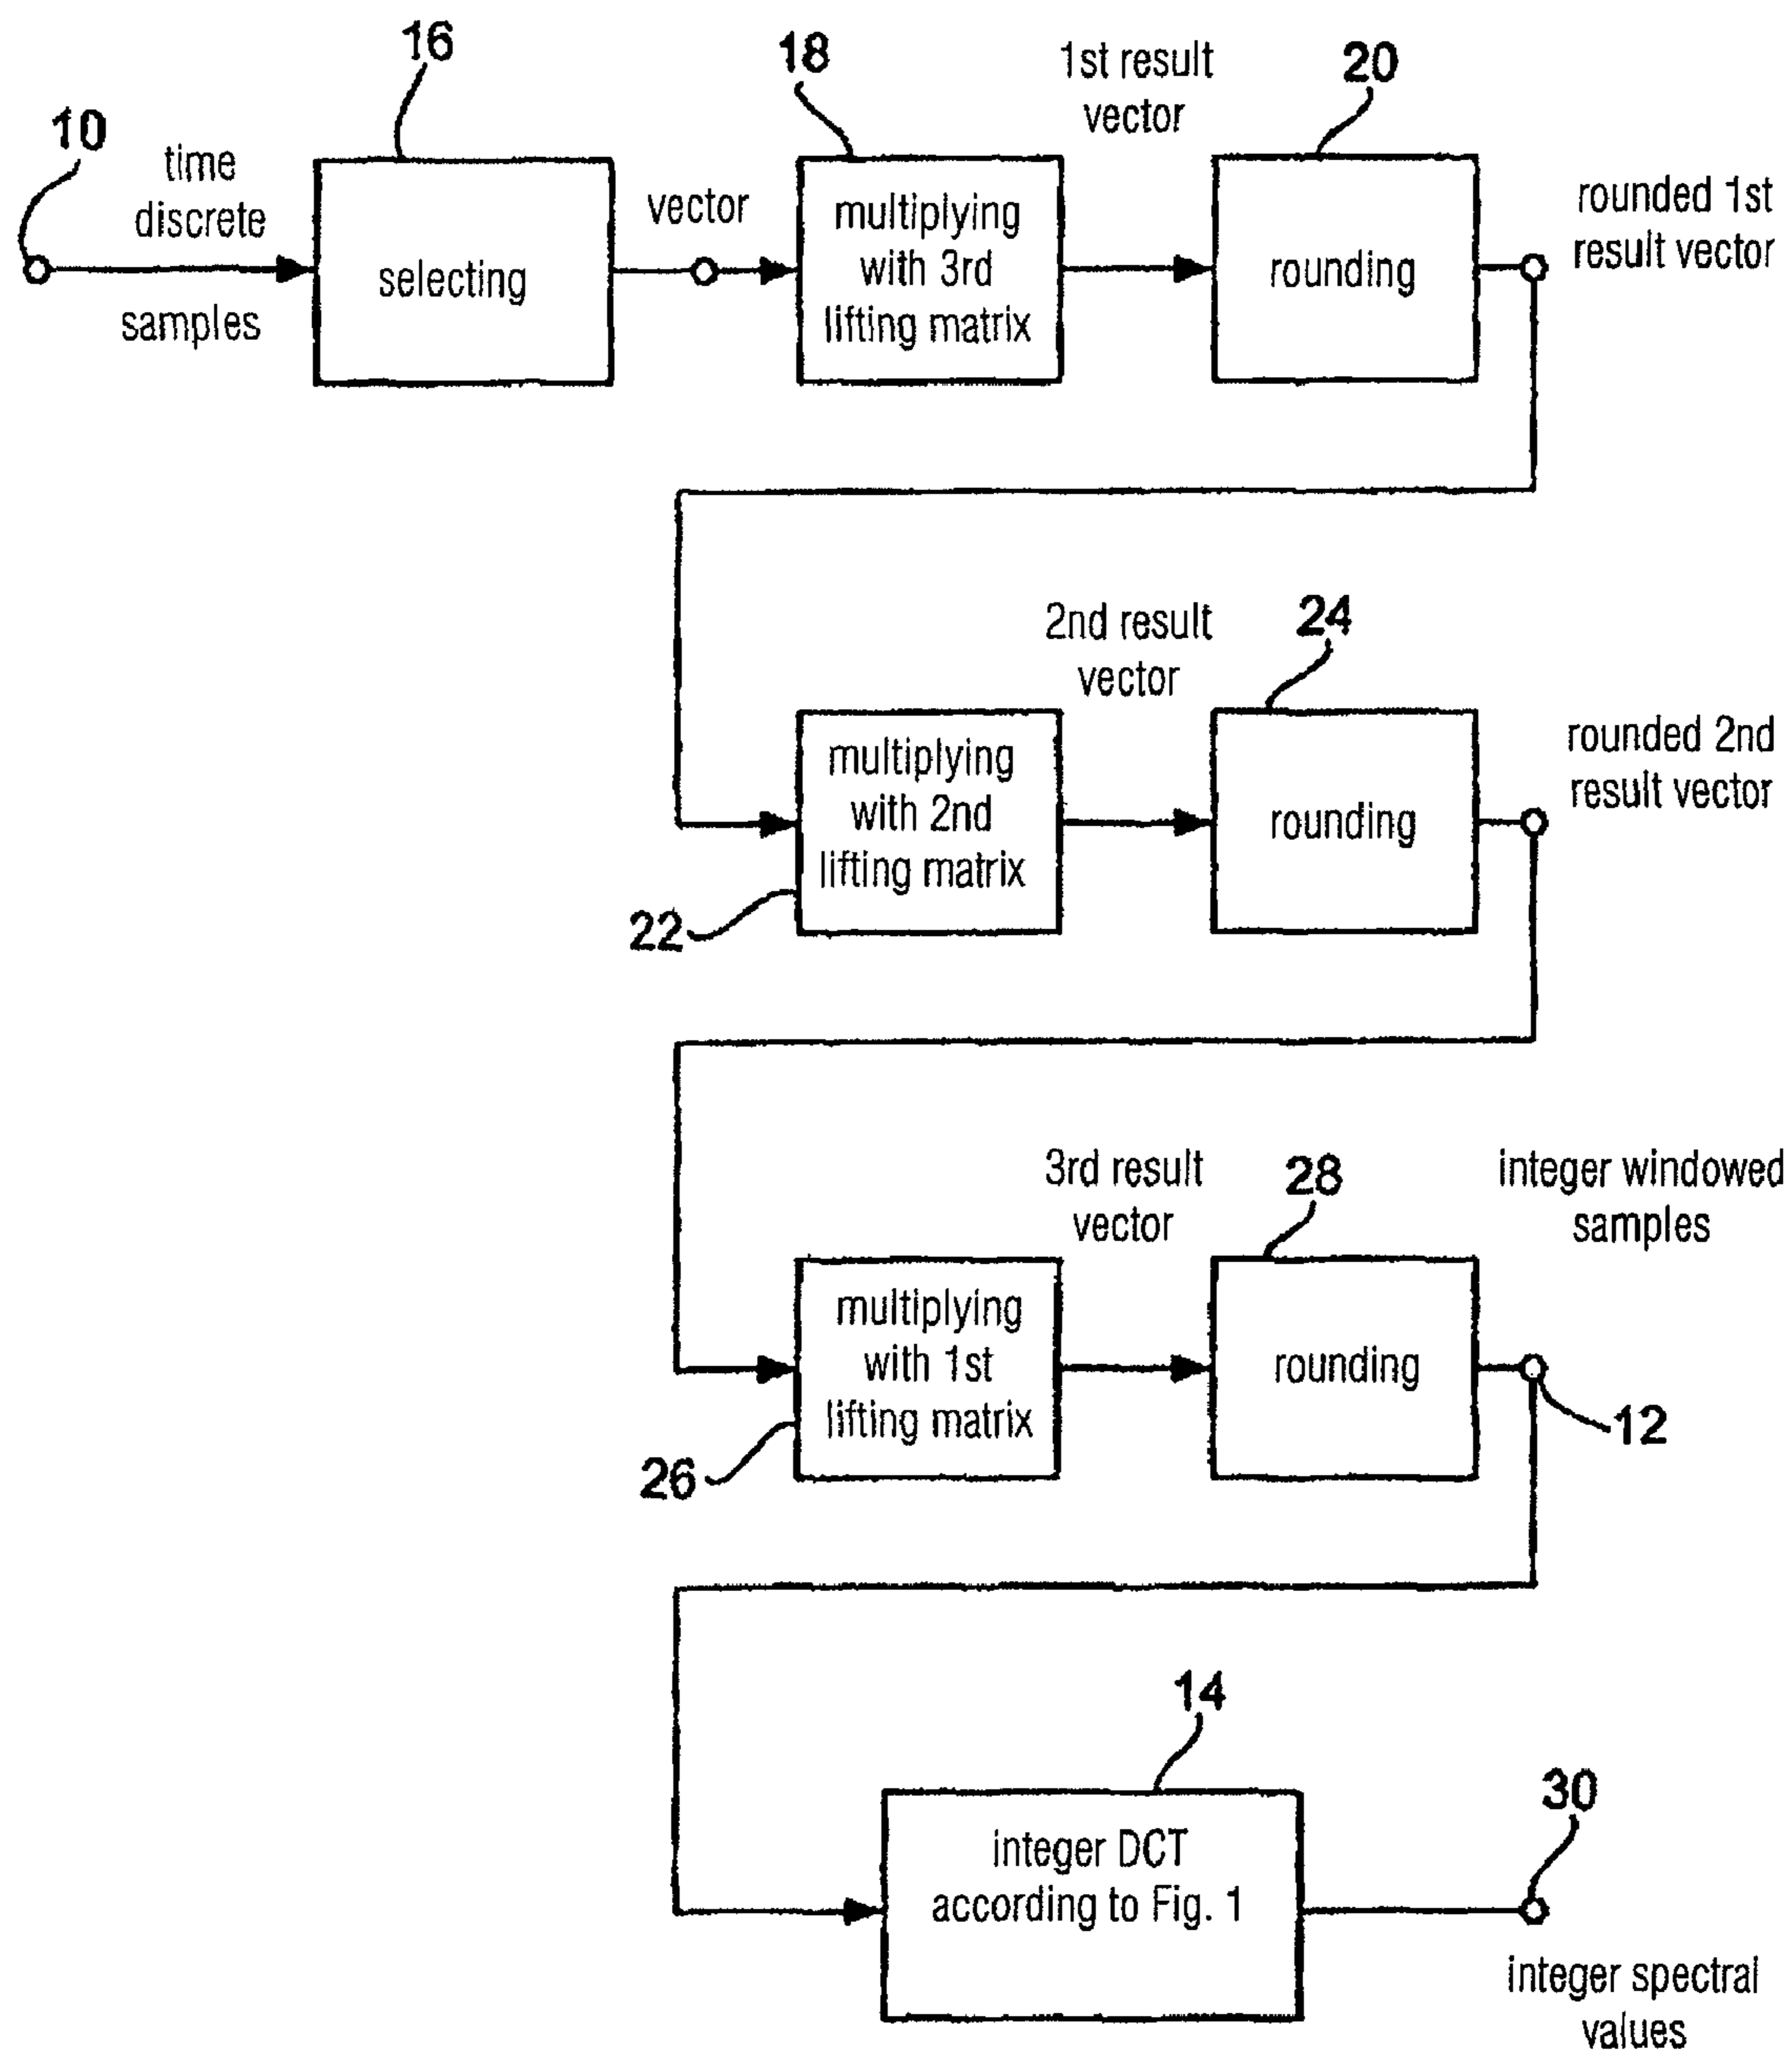 16
18
1st result
vector
20
10
time
discrete
samples
selecting
vector
multiplying
with 3rd
lifting matrix
rounding
rounded 1st
result vector
2nd result
vector
24
multiplying
with 2nd
lifting matrix
22
rounding
rounded 2nd
result vector
3rd result
vector
28
integer windowed
samples
multiplying
with 1st
lifting matrix
26
rounding
12
14
integer DCT
according to Fig. 1
30
integer spectral
values